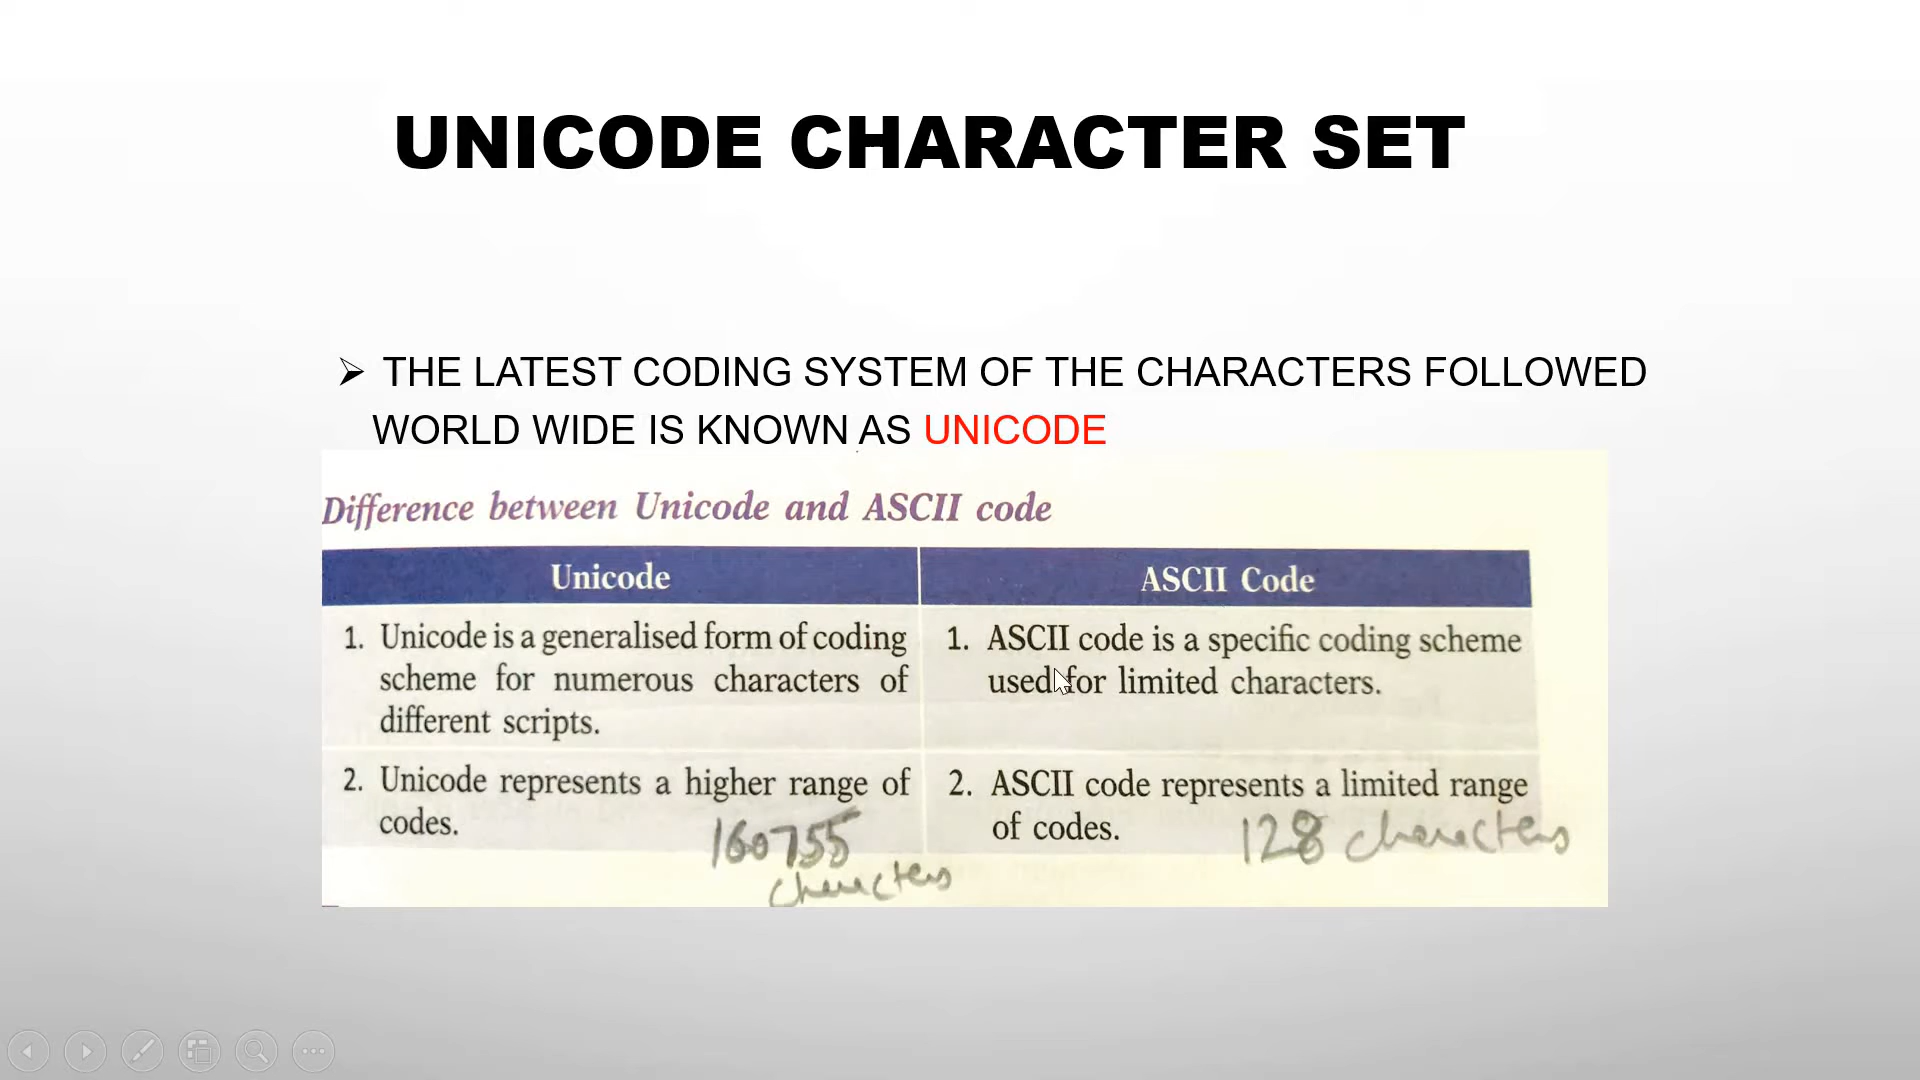 UNICODE CHARACTER SET
➢ THE LATEST CODING SYSTEM OF THE CHARACTERS FOLLOWED
WORLD WIDE IS KNOWN AS UNICODE
Difference between Unicode and ASCII code
Unicode
1. Unicode is a generalised form of coding
scheme for numerous characters of
different scripts.
2. Unicode represents a higher range of
codes.
160755
characters
ASCII Code
1. ASCII code is a specific coding scheme
used for limited characters.
2. ASCII code represents a limited range
of codes.
128 characters